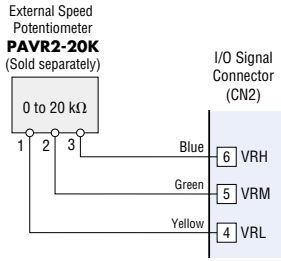 External Speed
Potentiometer
PAVR2-20K
(Sold separately)
0 to 20 kΩ
1 2 3
I/O Signal
Connector
(CN2)
Blue
6 VRH
Green
5 VRM
Yellow
4 VRL